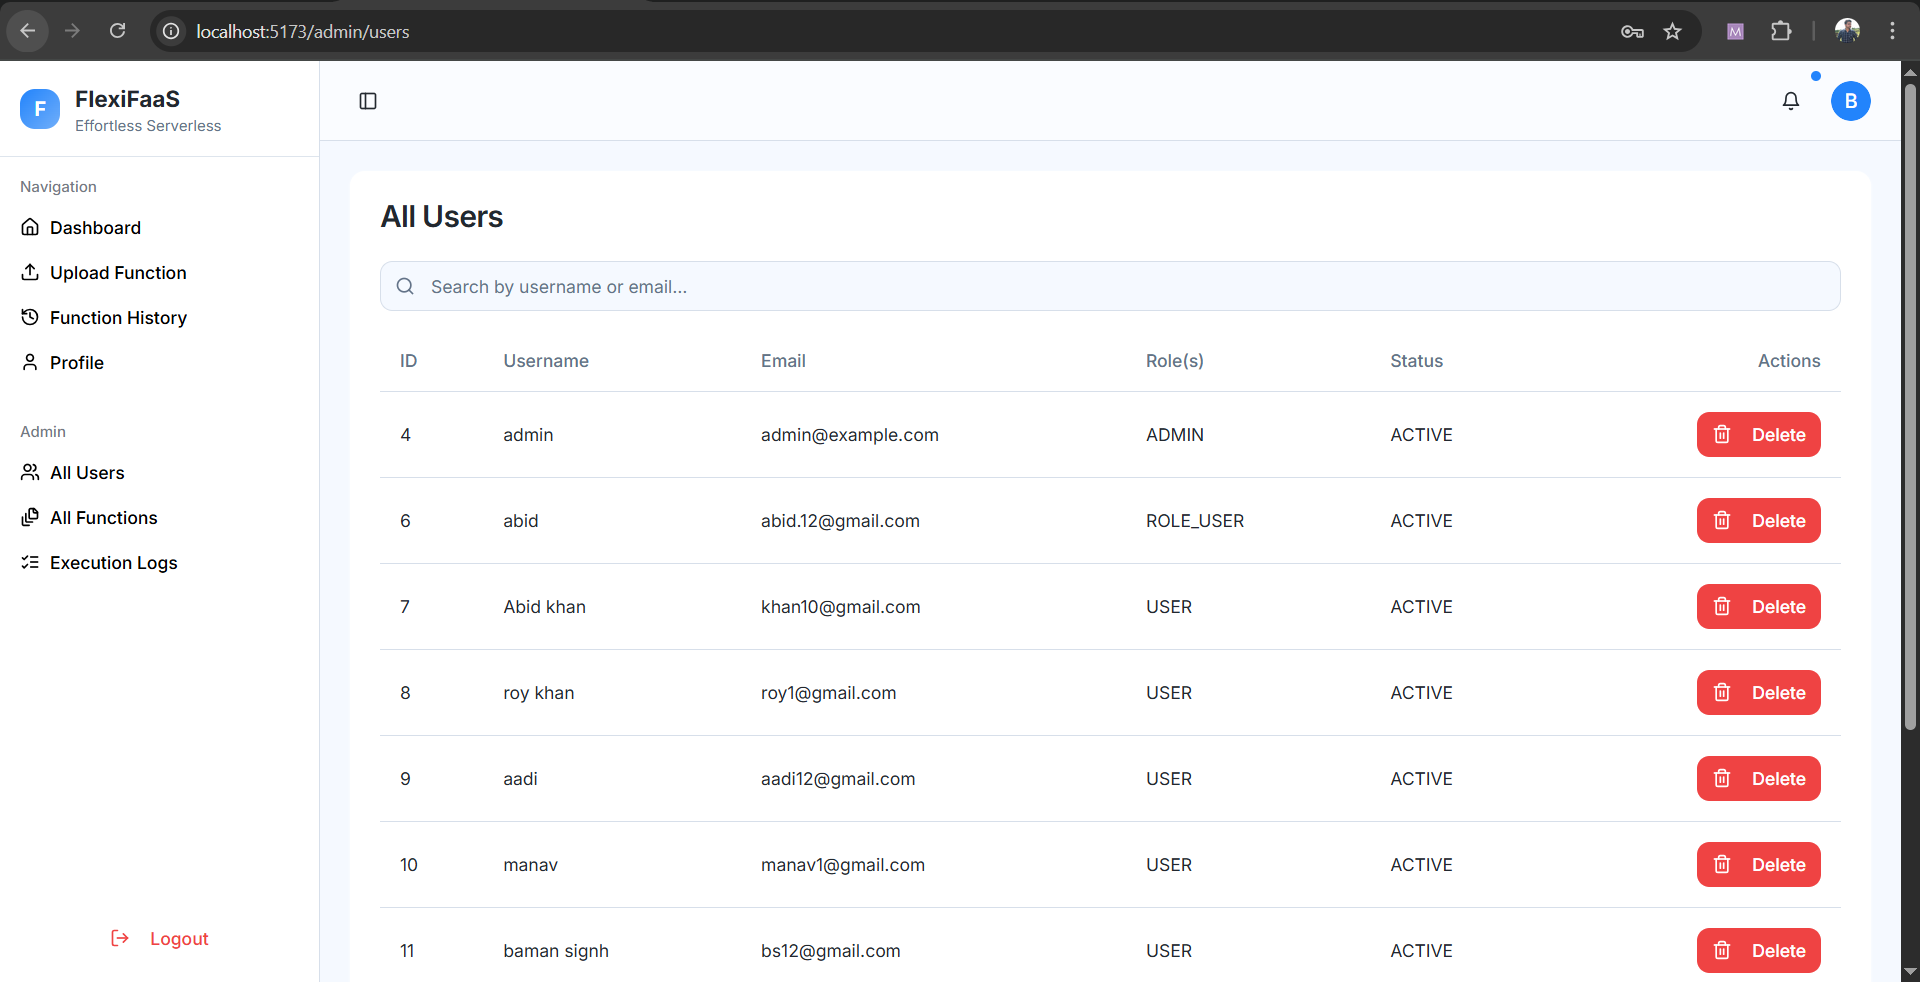 localhost:5173/admin/users
M
F
FlexiFaaS
Effortless Serverless
B
Navigation
Dashboard
Upload Function
Function History
Profile
Admin
All Users
All Functions
Execution Logs
Logout
All Users
Search by username or email...
ID Username Email Role(s) Status Actions
4 admin admin@example.com ADMIN ACTIVE Delete
6 abid abid.12@gmail.com ROLE_USER ACTIVE Delete
7 Abid khan khan10@gmail.com USER ACTIVE Delete
8 roy khan roy1@gmail.com USER ACTIVE Delete
9 aadi aadi12@gmail.com USER ACTIVE Delete
10 manav manav1@gmail.com USER ACTIVE Delete
11 baman signh bs12@gmail.com USER ACTIVE Delete